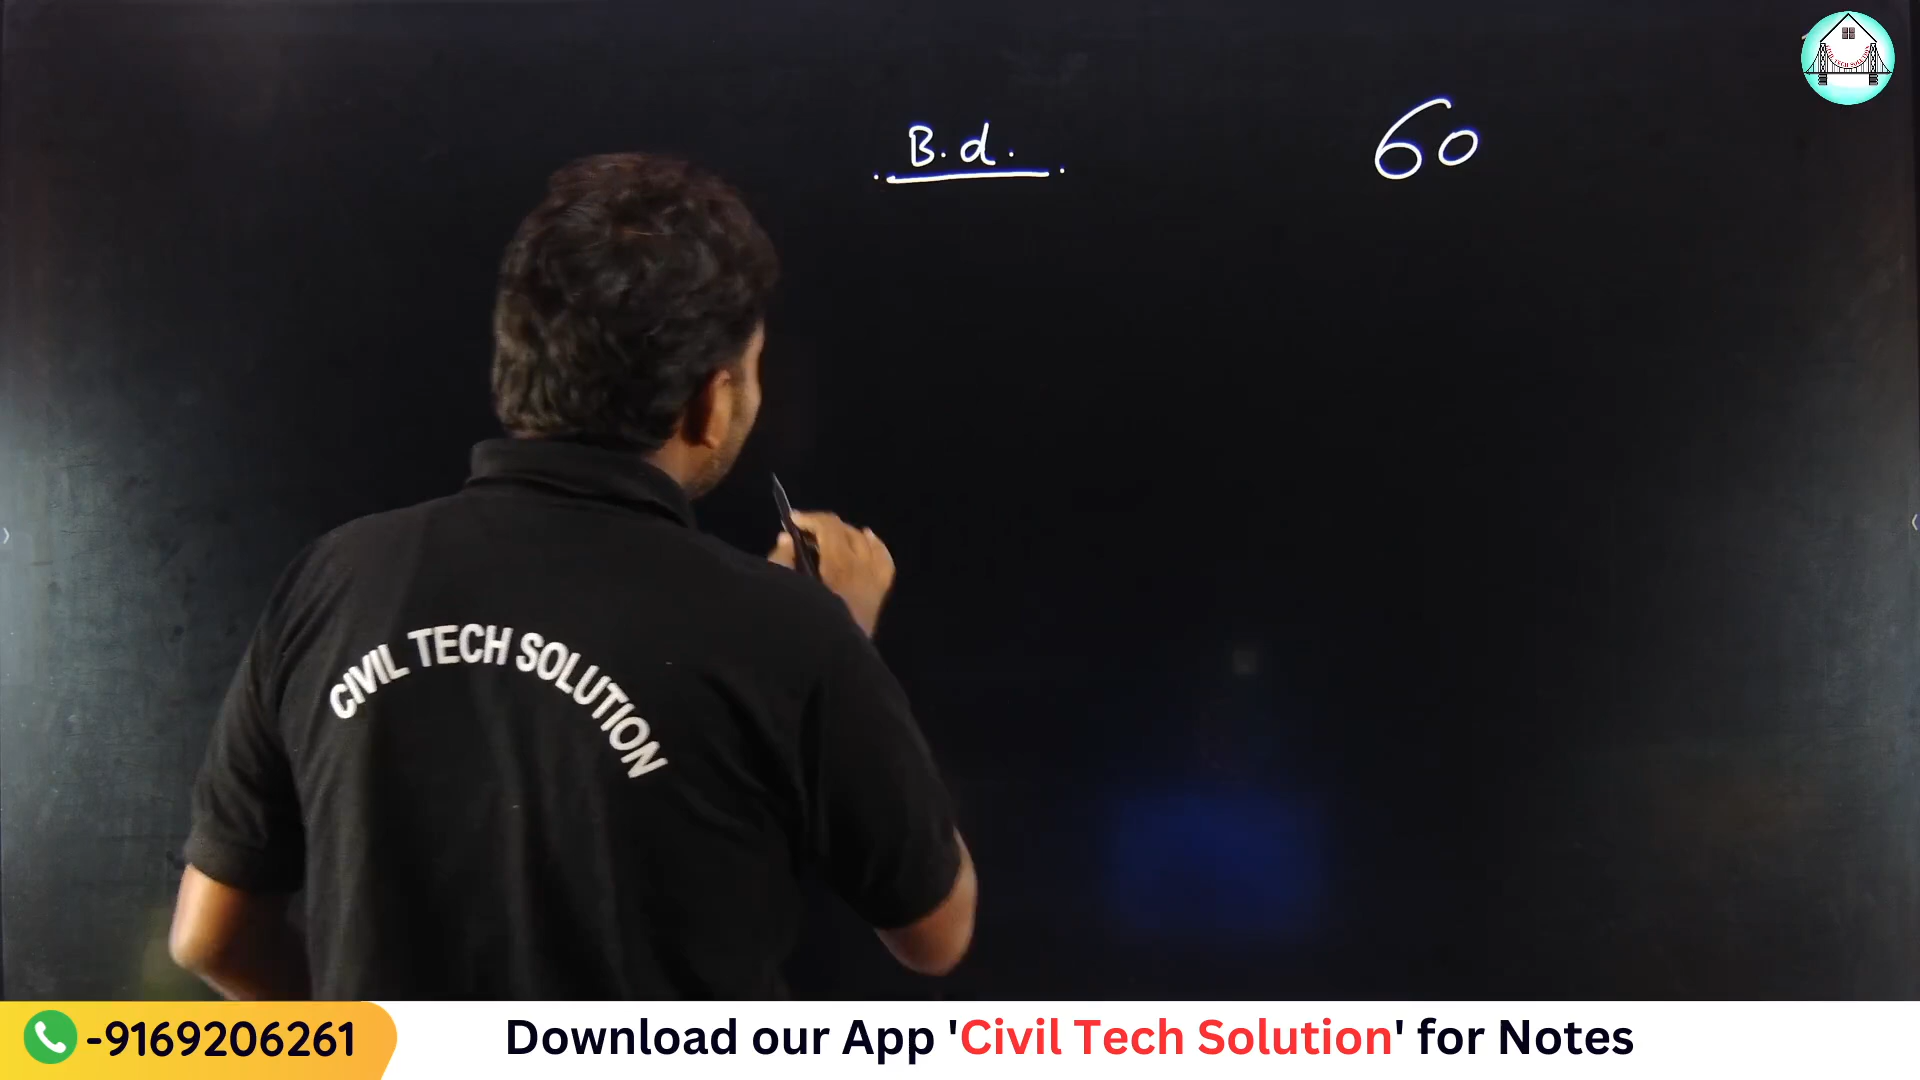 B.d. 60
CIVIL TECH SOLUTION
-9169206261 Download our App 'Civil Tech Solution' for Notes